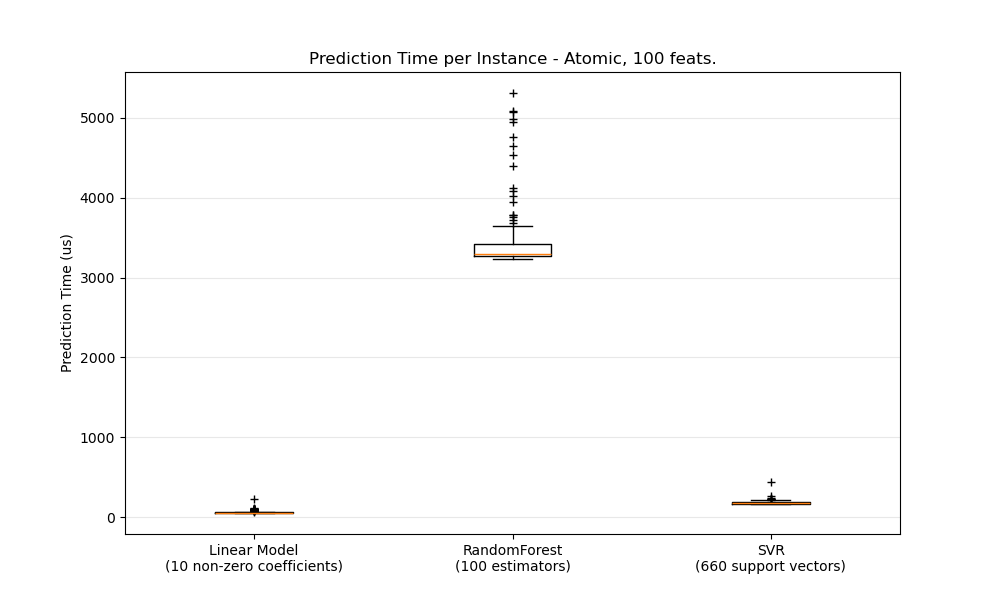 Prediction Time per Instance - Atomic, 100 feats.
Prediction Time (us)
5000
4000
3000
2000
1000
0
Linear Model
(10 non-zero coefficients)
RandomForest
(100 estimators)
SVR
(660 support vectors)